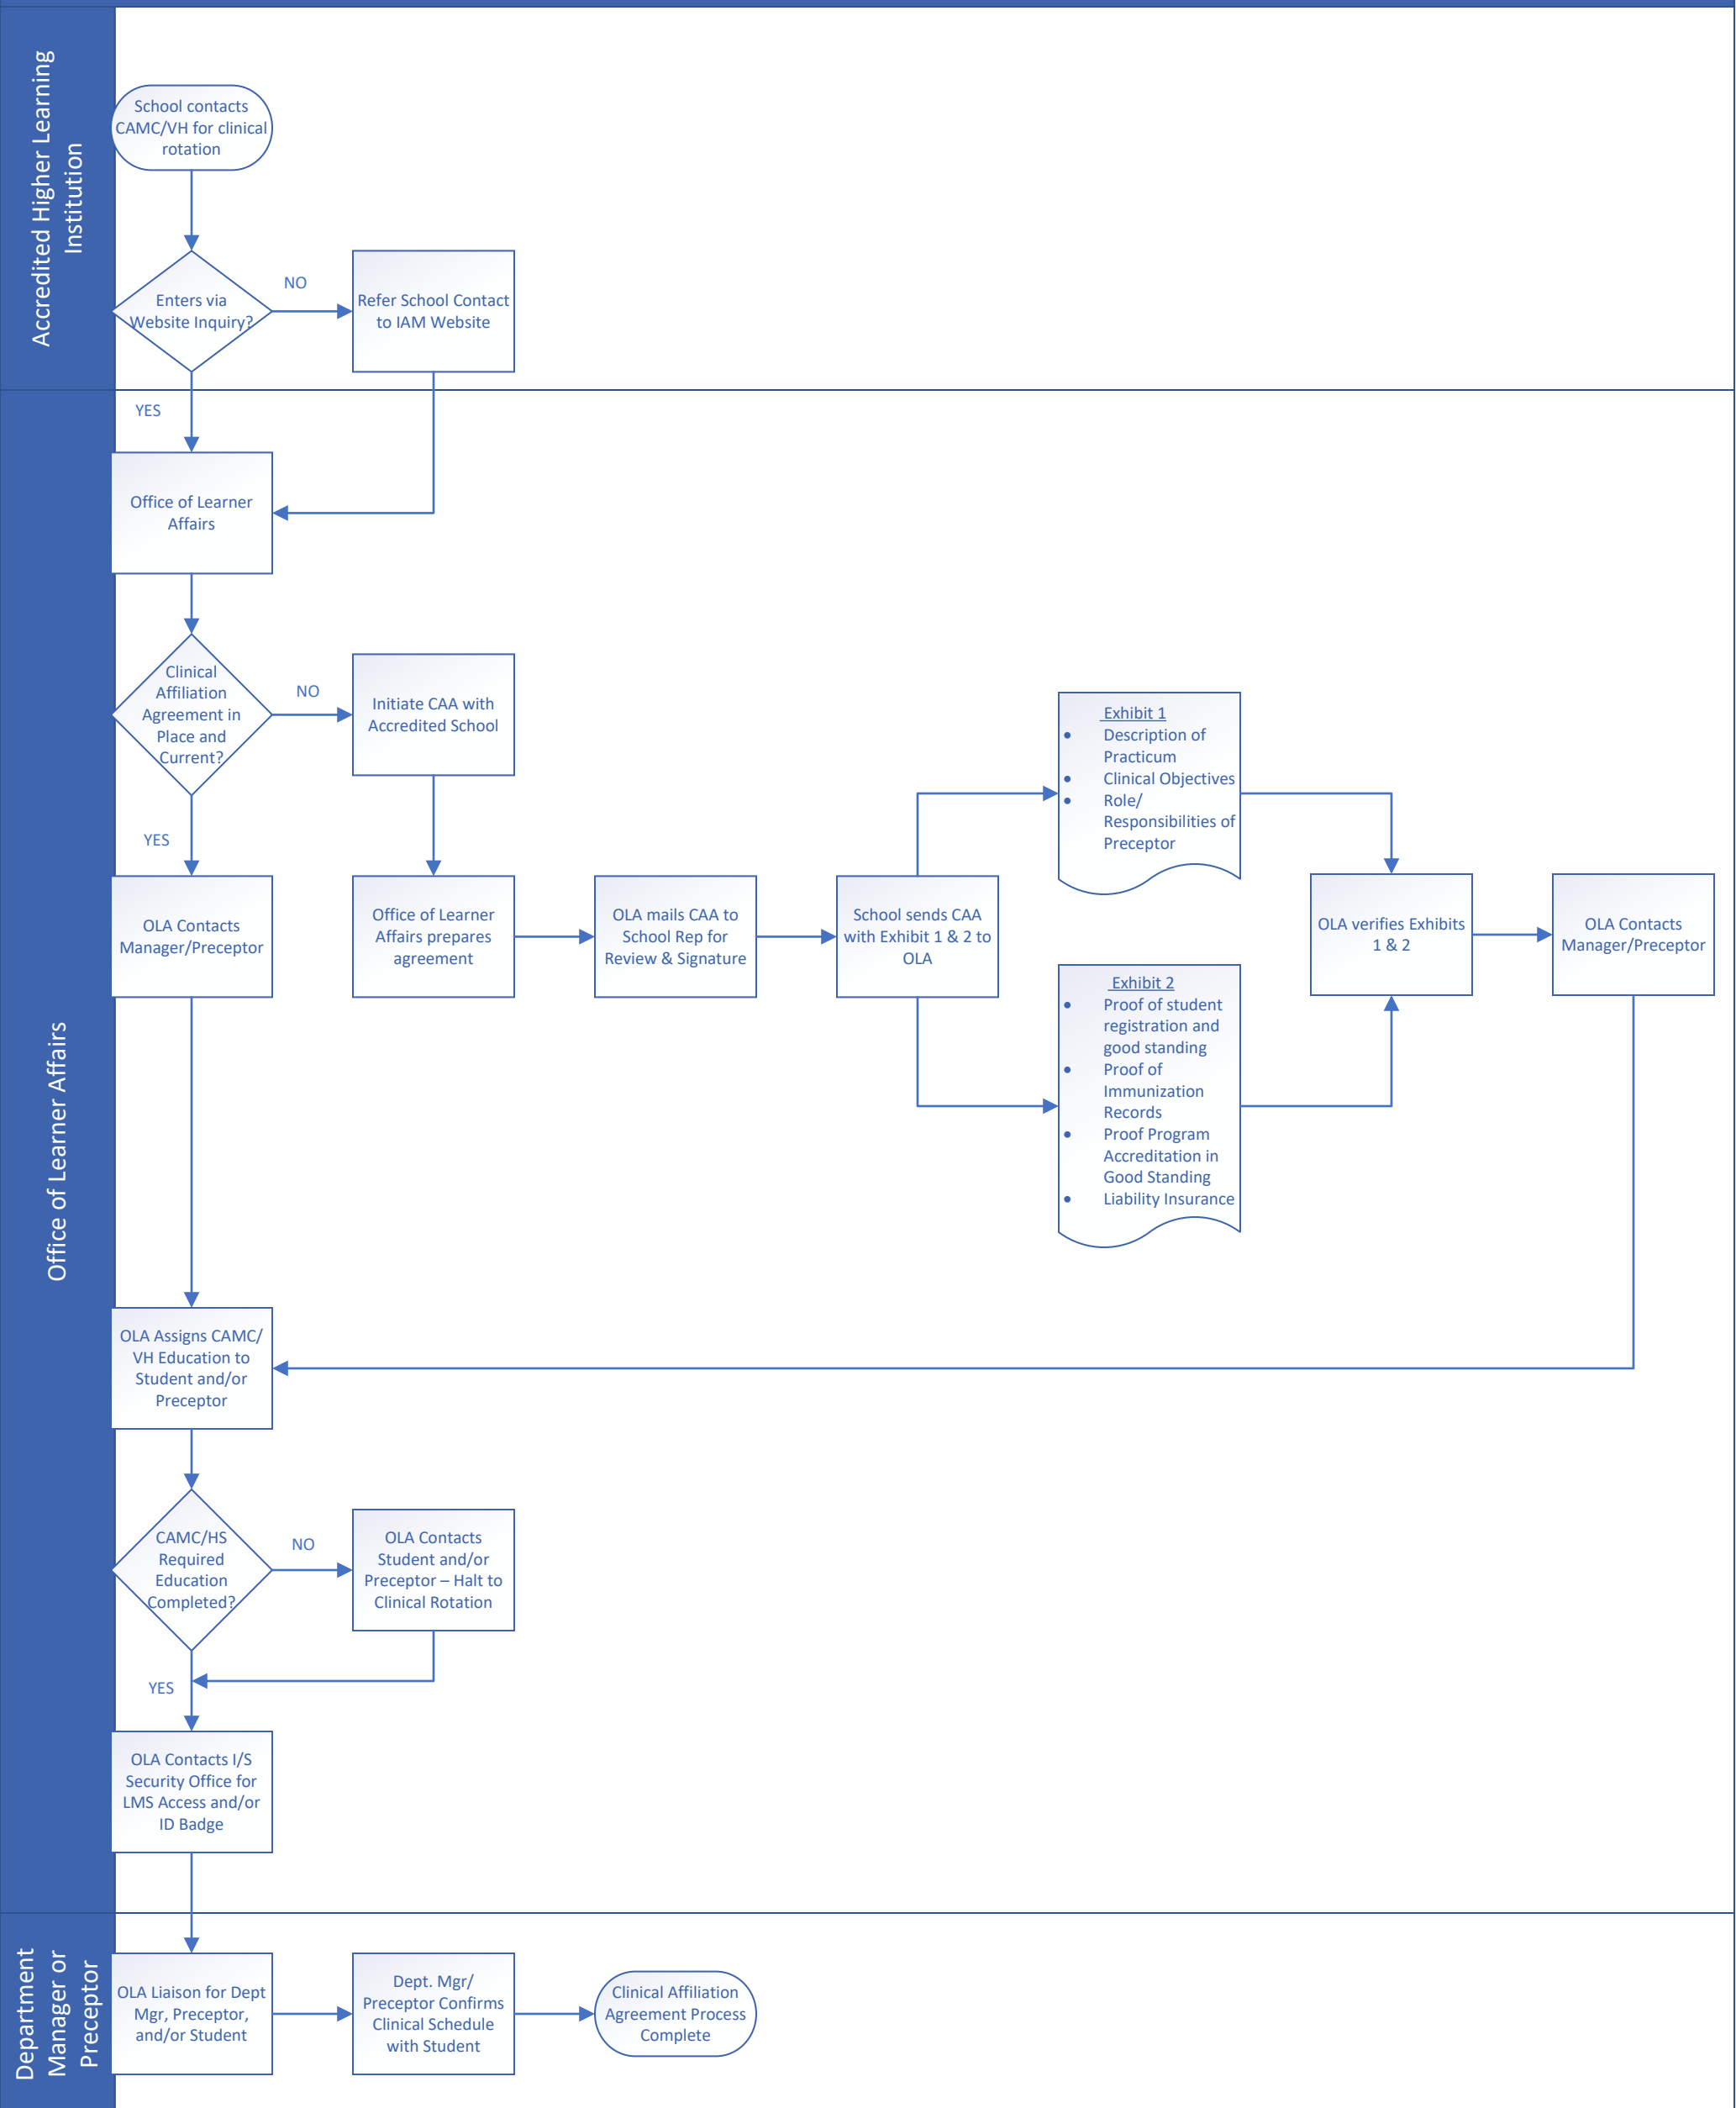 Accredited Higher Learning
Institution
School contacts
CAMC/VH for clinical
rotation
Enters via
Website Inquiry?
NO
Refer School Contact
to IAM Website
YES
Office of Learner Affairs
Office of Learner
Affairs
Clinical
Affiliation
Agreement in
Place and
Current?
NO
Initiate CAA with
Accredited School
YES
OLA Contacts
Manager/Preceptor
Office of Learner
Affairs prepares
agreement
OLA mails CAA to
School Rep for
Review & Signature
School sends CAA
with Exhibit 1 & 2 to
OLA
Exhibit 1
• Description of
Practicum
• Clinical Objectives
• Role/
Responsibilities of
Preceptor
Exhibit 2
• Proof of student
registration and
good standing
• Proof of
Immunization
Records
• Proof Program
Accreditation in
Good Standing
• Liability Insurance
OLA verifies Exhibits
1 & 2
OLA Contacts
Manager/Preceptor
OLA Assigns CAMC/
VH Education to
Student and/or
Preceptor
CAMC/HS
Required
Education
Completed?
NO
OLA Contacts
Student and/or
Preceptor – Halt to
Clinical Rotation
YES
OLA Contacts I/S
Security Office for
LMS Access and/or
ID Badge
Department
Manager or
Preceptor
OLA Liaison for Dept
Mgr, Preceptor,
and/or Student
Dept. Mgr/
Preceptor Confirms
Clinical Schedule
with Student
Clinical Affiliation
Agreement Process
Complete